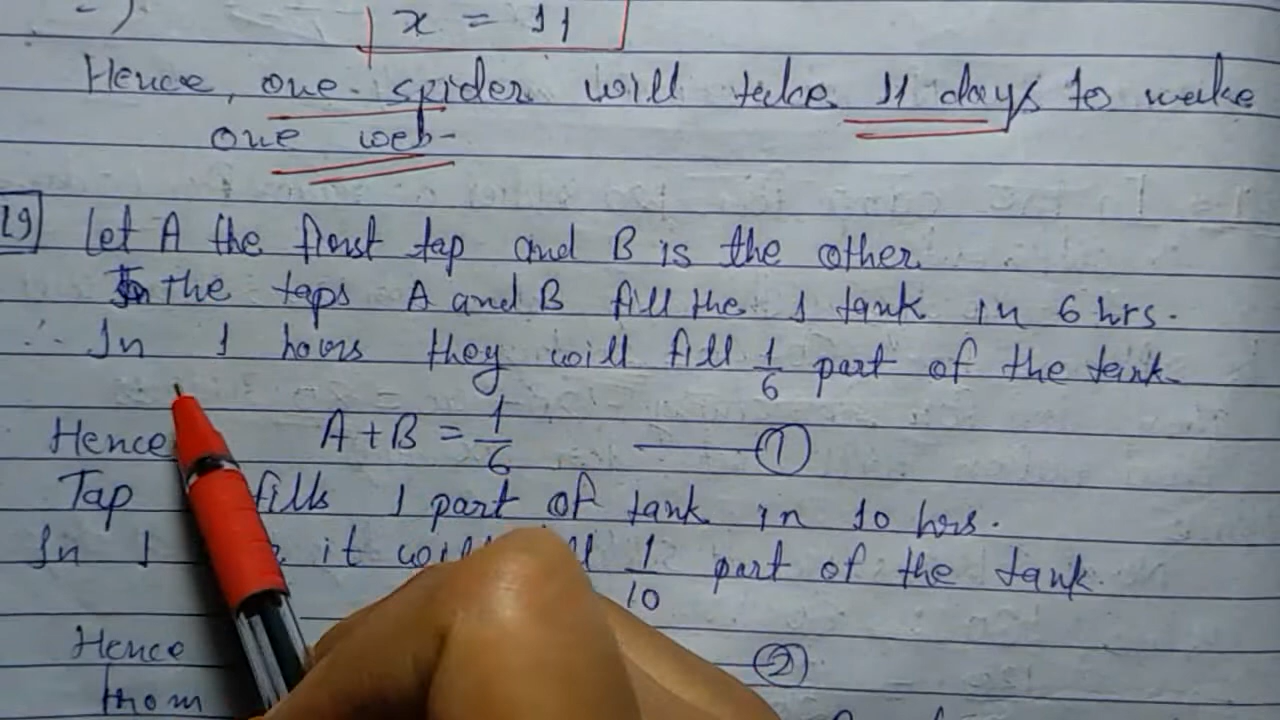 x = 11
Hence, one spider will take 11 days to make
one web-
19) Let A the first tap and B is the other.
the taps A and B fill the 1 tank in 6 hrs.
∴ In 1 hours they will fill 1/6 part of the tank
Hence A + B = 1/6 ①
Tap fills 1 part of tank in 10 hrs.
In 1 it will 1/10 part of the tank.
Hence ②
from